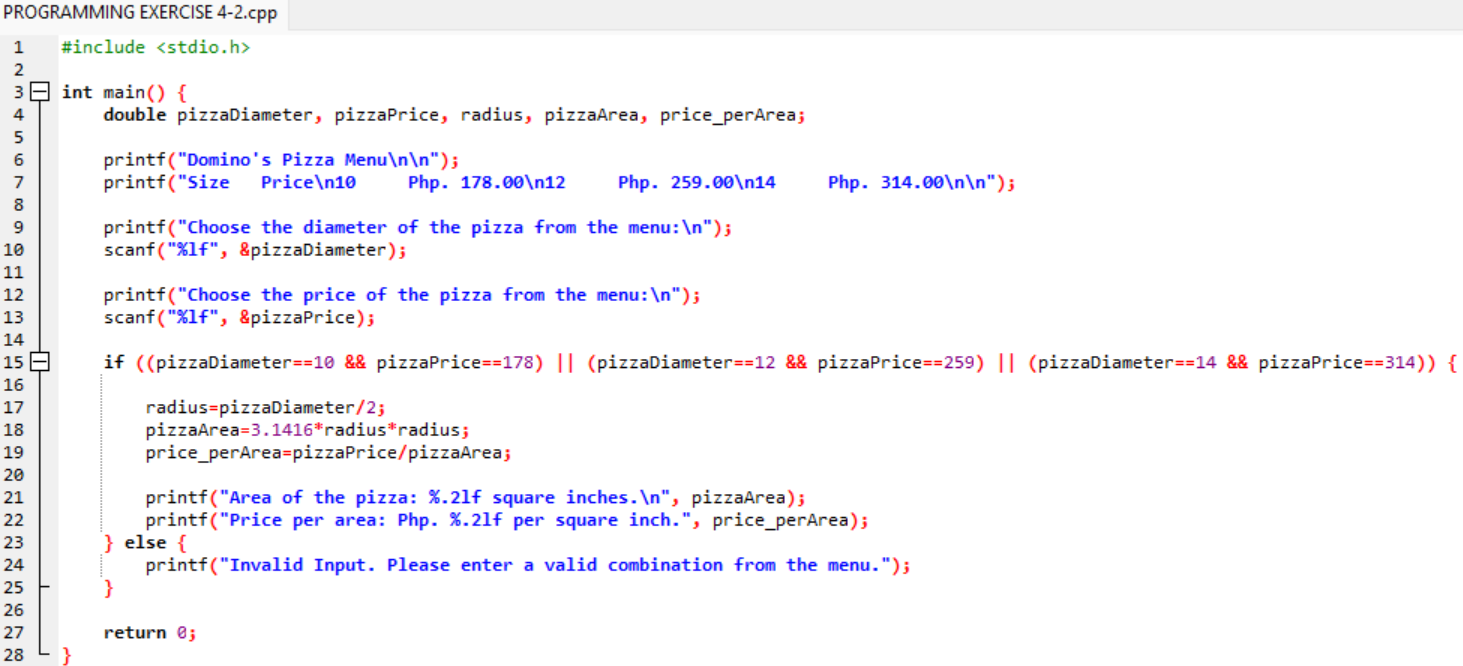 PROGRAMMING EXERCISE 4-2.cpp
1 #include <stdio.h>
2
3 int main() {
4     double pizzaDiameter, pizzaPrice, radius, pizzaArea, price_perArea;
5
6     printf("Domino's Pizza Menu\n\n");
7     printf("Size   Price\n10     Php. 178.00\n12     Php. 259.00\n14     Php. 314.00\n\n");
8
9     printf("Choose the diameter of the pizza from the menu:\n");
10     scanf("%lf", &pizzaDiameter);
11
12     printf("Choose the price of the pizza from the menu:\n");
13     scanf("%lf", &pizzaPrice);
14
15     if ((pizzaDiameter==10 && pizzaPrice==178) || (pizzaDiameter==12 && pizzaPrice==259) || (pizzaDiameter==14 && pizzaPrice==314)) {
16
17         radius=pizzaDiameter/2;
18         pizzaArea=3.1416*radius*radius;
19         price_perArea=pizzaPrice/pizzaArea;
20
21         printf("Area of the pizza: %.2lf square inches.\n", pizzaArea);
22         printf("Price per area: Php. %.2lf per square inch.", price_perArea);
23     } else {
24         printf("Invalid Input. Please enter a valid combination from the menu.");
25     }
26
27     return 0;
28 }